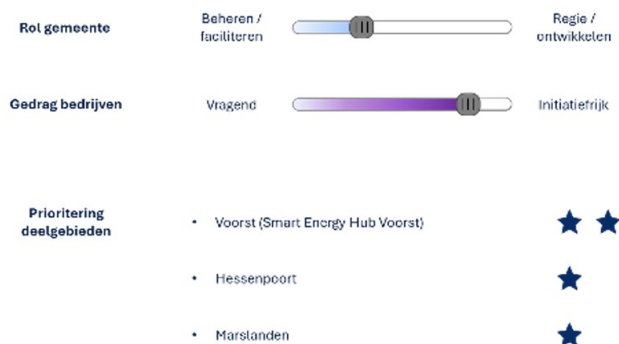 Rol gemeente
Beheren /
faciliteren
Regie /
ontwikkelen
Gedrag bedrijven
Vragend
Initiatiefrijk
Prioritering
deelgebieden
• Voorst (Smart Energy Hub Voorst)
• Hessenpoort
• Marslanden